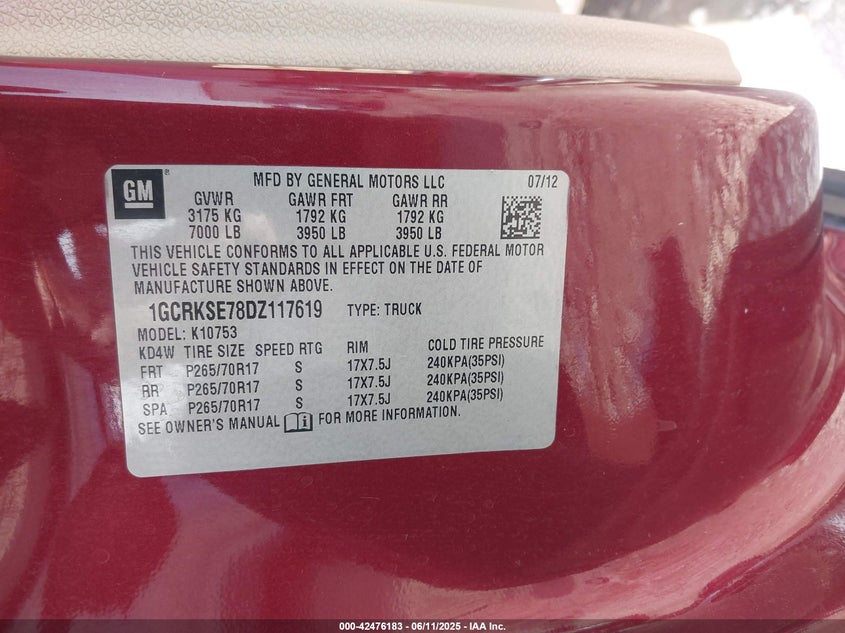 GM
MFD BY GENERAL MOTORS LLC 07/12
GVWR GAWR FRT GAWR RR
3175 KG 1792 KG 1792 KG
7000 LB 3950 LB 3950 LB
THIS VEHICLE CONFORMS TO ALL APPLICABLE U.S. FEDERAL MOTOR
VEHICLE SAFETY STANDARDS IN EFFECT ON THE DATE OF
MANUFACTURE SHOWN ABOVE.
1GCRKSE78DZ117619 TYPE: TRUCK
MODEL: K10753
KD4W TIRE SIZE SPEED RTG RIM COLD TIRE PRESSURE
FRT P265/70R17 S 17X7.5J 240KPA(35PSI)
RR P265/70R17 S 17X7.5J 240KPA(35PSI)
SPA P265/70R17 S 17X7.5J 240KPA(35PSI)
SEE OWNER'S MANUAL FOR MORE INFORMATION.
000-42476183 - 06/11/2025 - IAA Inc.